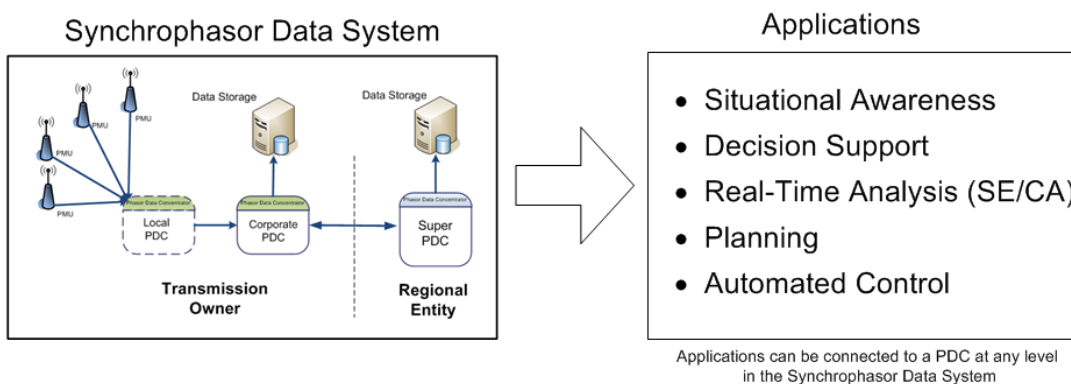 Synchrophasor Data System
PMU
PMU
PMU
PMU
Data Storage
Data Storage
Phasor Data Concentrator
Local
PDC
Phasor Data Concentrator
Corporate
PDC
Phasor Data Concentrator
Super
PDC
Transmission
Owner
Regional
Entity
Applications
• Situational Awareness
• Decision Support
• Real-Time Analysis (SE/CA)
• Planning
• Automated Control
Applications can be connected to a PDC at any level
in the Synchrophasor Data System